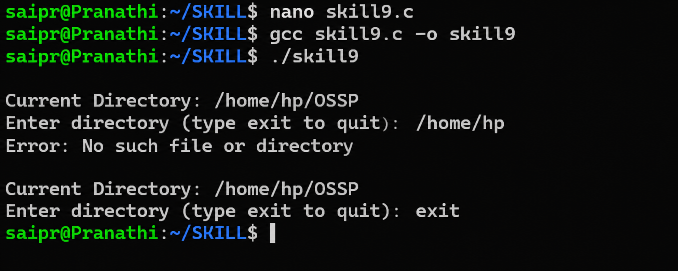 saipr@Pranathi:~/SKILL$ nano skill9.c
saipr@Pranathi:~/SKILL$ gcc skill9.c -o skill9
saipr@Pranathi:~/SKILL$ ./skill9
Current Directory: /home/hp/OSSP
Enter directory (type exit to quit): /home/hp
Error: No such file or directory
Current Directory: /home/hp/OSSP
Enter directory (type exit to quit): exit
saipr@Pranathi:~/SKILL$